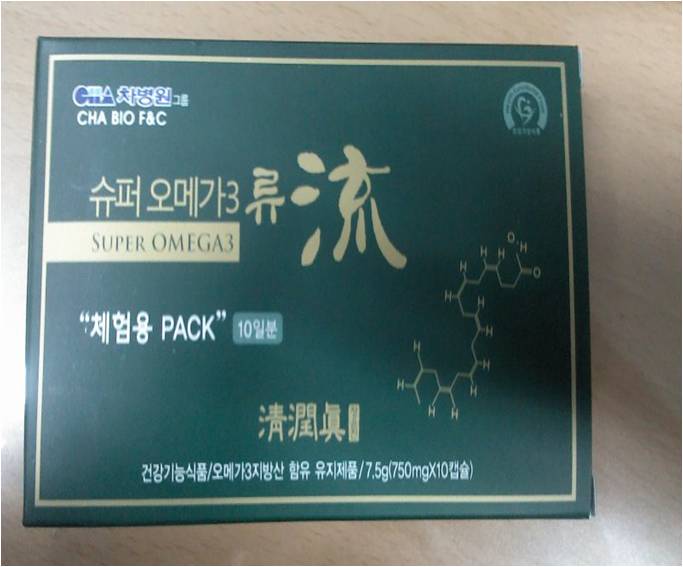 CHA 차병원그룹
CHA BIO F&C
슈퍼 오메가3 류 流
SUPER OMEGA3
"체험용 PACK" 10일분
淸潤眞
건강기능식품/오메가3지방산 함유 유지제품/7.5g(750mgX10캡슐)